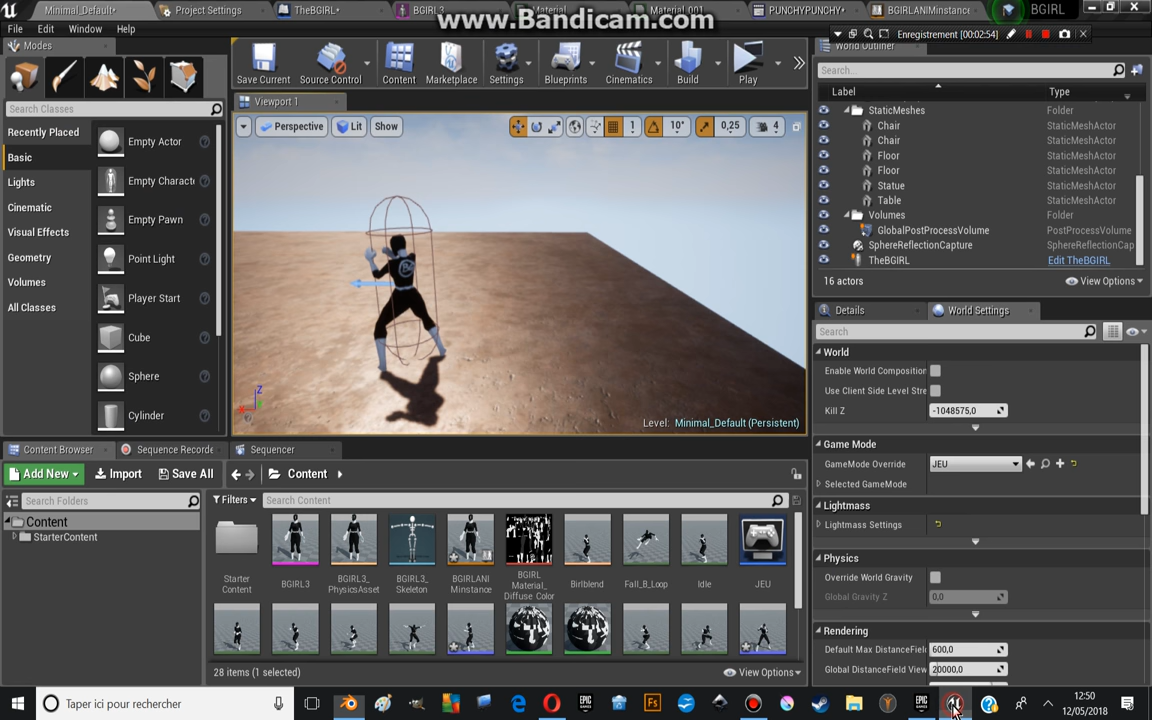 Minimal_Default*
Project Settings
TheBGIRL*
BGIRL3
Material
Material_001
PUNCHYPUNCHY*
BGIRLANIMinstance
BGIRL
www.Bandicam.com
File Edit Window Help
Enregistrement [00:02:54]
Modes
Search Classes
Recently Placed
Basic
Lights
Cinematic
Visual Effects
Geometry
Volumes
All Classes
Empty Actor
Empty Characte
Empty Pawn
Point Light
Player Start
Cube
Sphere
Cylinder
Save Current
Source Control
Content
Marketplace
Settings
Blueprints
Cinematics
Build
Play
Viewport 1
Perspective
Lit
Show
1
10°
0,25
4
Level: Minimal_Default (Persistent)
World Outliner
Search...
Label Type
StaticMeshes Folder
Chair StaticMeshActor
Chair StaticMeshActor
Floor StaticMeshActor
Floor StaticMeshActor
Statue StaticMeshActor
Table StaticMeshActor
Volumes Folder
GlobalPostProcessVolume PostProcessVolume
SphereReflectionCapture SphereReflectionCap
TheBGIRL Edit TheBGIRL
16 actors
View Options
Details
World Settings
Search
World
Enable World Composition
Use Client Side Level Stre
Kill Z -1048575,0
Game Mode
GameMode Override JEU
Selected GameMode
Lightmass
Lightmass Settings
Physics
Override World Gravity
Global Gravity Z 0,0
Rendering
Default Max DistanceField 600,0
Global DistanceField View 20000,0
Content Browser
Sequence Recorde
Sequencer
Add New
Import
Save All
Content
Search Folders
Filters
Search Content
Content
StarterContent
Starter Content
BGIRL3
BGIRL3_ PhysicsAsset
BGIRL3_ Skeleton
BGIRLANI Minstance
BGIRL Material_ Diffuse_Color
Birlblend
Fall_B_Loop
Idle
JEU
28 items (1 selected)
View Options
Taper ici pour rechercher
12:50
12/05/2018